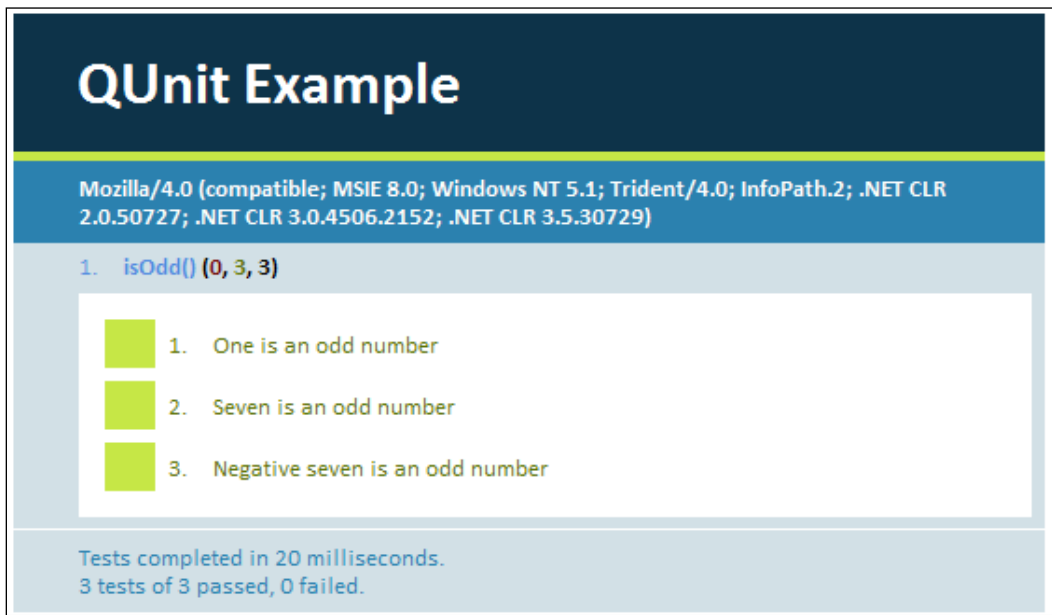 QUnit Example
Mozilla/4.0 (compatible; MSIE 8.0; Windows NT 5.1; Trident/4.0; InfoPath.2; .NET CLR
2.0.50727; .NET CLR 3.0.4506.2152; .NET CLR 3.5.30729)
1. isOdd() (0, 3, 3)
1. One is an odd number
2. Seven is an odd number
3. Negative seven is an odd number
Tests completed in 20 milliseconds.
3 tests of 3 passed, 0 failed.